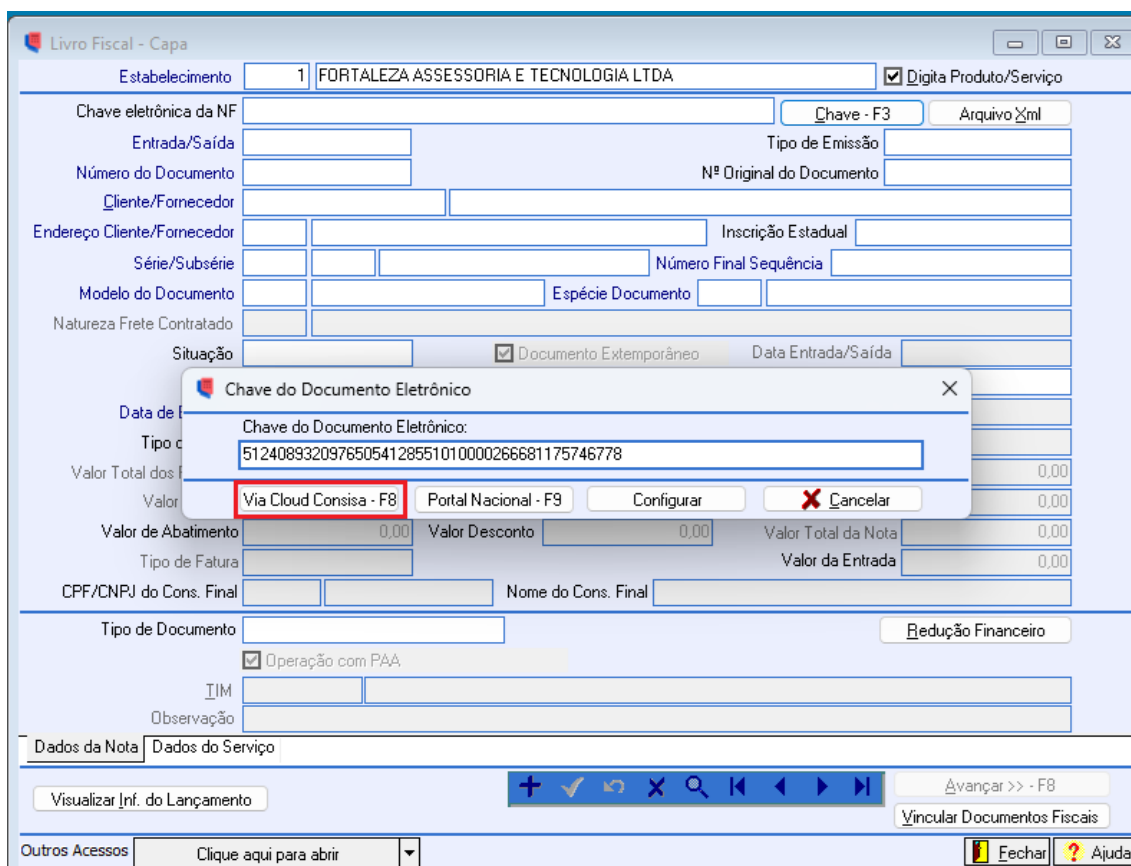 Livro Fiscal - Capa
Estabelecimento 1 FORTALEZA ASSESSORIA E TECNOLOGIA LTDA Digita Produto/Serviço
Chave eletrônica da NF Chave - F3 Arquivo Xml
Entrada/Saída Tipo de Emissão
Número do Documento Nº Original do Documento
Cliente/Fornecedor
Endereço Cliente/Fornecedor Inscrição Estadual
Série/Subsérie Número Final Sequência
Modelo do Documento Espécie Documento
Natureza Frete Contratado
Situação Documento Extemporâneo Data Entrada/Saída
Chave do Documento Eletrônico
Data de
Chave do Documento Eletrônico:
Tipo
51240893209765054128551010000266681175746778
Valor Total dos 0,00
Valor Via Cloud Consisa - F8 Portal Nacional - F9 Configurar Cancelar 0,00
Valor de Abatimento 0,00 Valor Desconto 0,00 Valor Total da Nota 0,00
Tipo de Fatura Valor da Entrada 0,00
CPF/CNPJ do Cons. Final Nome do Cons. Final
Tipo de Documento Redução Financeiro
Operação com PAA
TIM
Observação
Dados da Nota Dados do Serviço
Visualizar Inf. do Lançamento Avançar >> - F8
Vincular Documentos Fiscais
Outros Acessos Clique aqui para abrir Fechar Ajuda